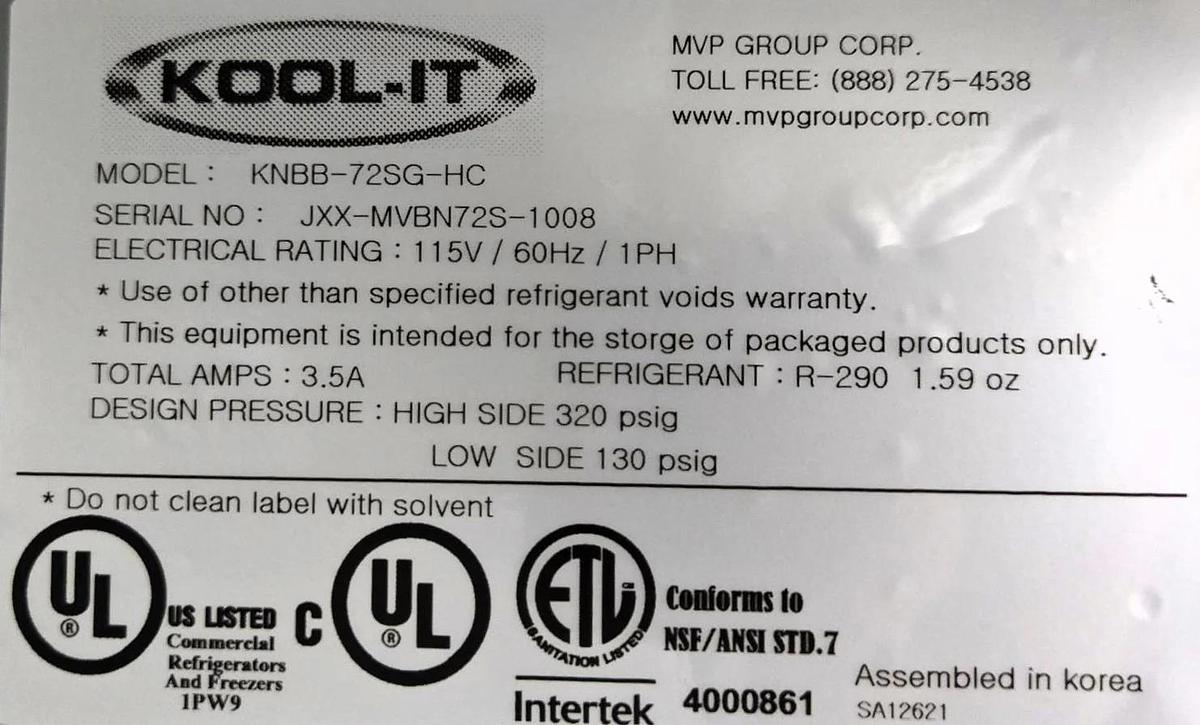 KOOL-IT
MVP GROUP CORP.
TOLL FREE: (888) 275-4538
www.mvpgroupcorp.com
MODEL : KNBB-72SG-HC
SERIAL NO : JXX-MVBN72S-1008
ELECTRICAL RATING : 115V / 60Hz / 1PH
* Use of other than specified refrigerant voids warranty.
* This equipment is intended for the storge of packaged products only.
TOTAL AMPS : 3.5A REFRIGERANT : R-290 1.59 oz
DESIGN PRESSURE : HIGH SIDE 320 psig
LOW SIDE 130 psig
* Do not clean label with solvent
UL ®
US LISTED
Commercial
Refrigerators
And Freezers
1PW9
C UL ®
ETL
SANITATION LISTED
Intertek
Conforms to
NSF/ANSI STD.7
4000861
Assembled in korea
SA12621